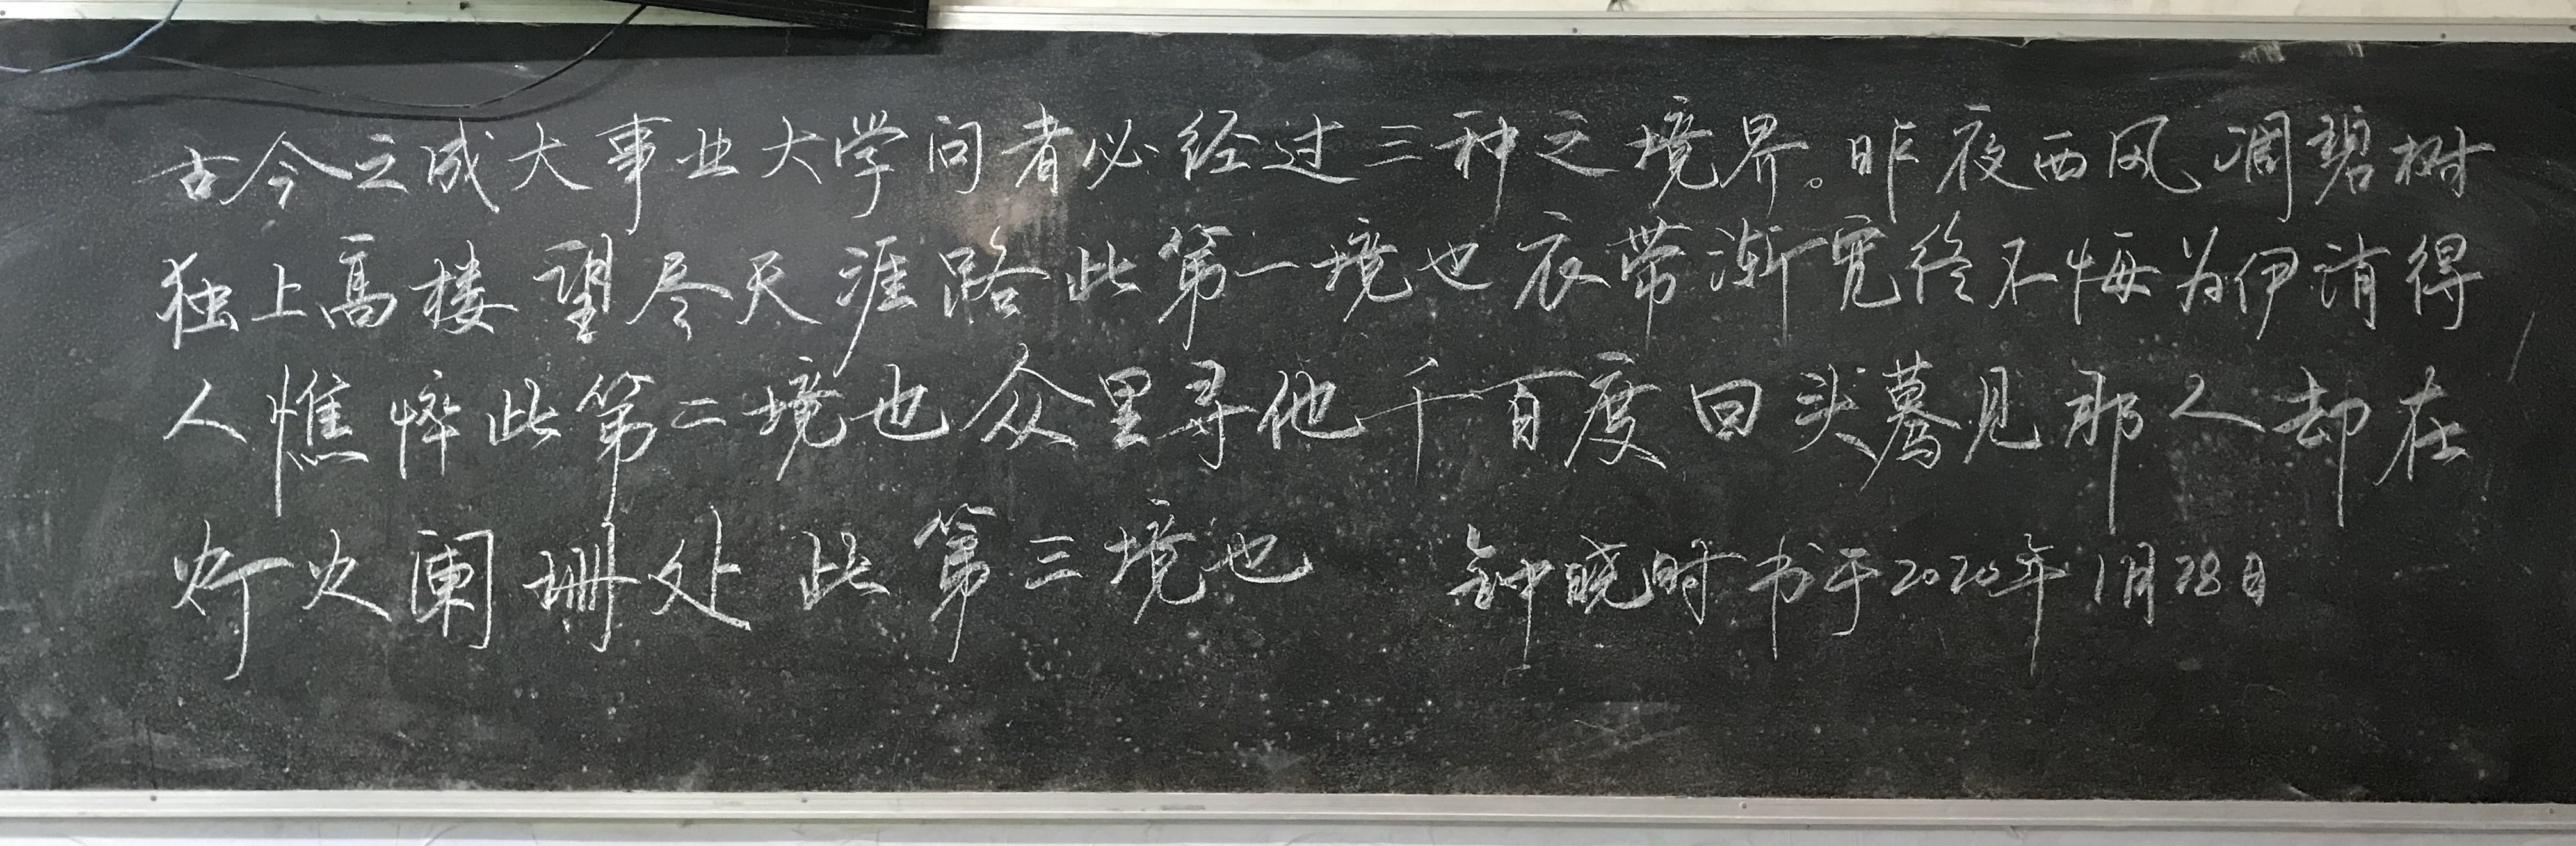 古今之成大事业大学问者必经过三种之境界。昨夜西风凋碧树
独上高楼望尽天涯路此第一境也衣带渐宽终不悔为伊消得
人憔悴此第二境也众里寻他千百度回头蓦见那人却在
灯火阑珊处此第三境也 钟晓时书于2020年1月28日